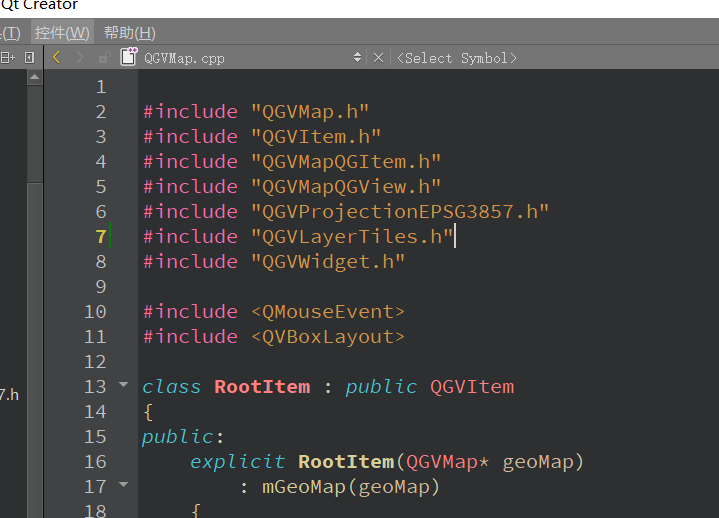 Qt Creator
(T) 控件(W) 帮助(H)
QGVMap.cpp <Select Symbol>
1
2 #include "QGVMap.h"
3 #include "QGVItem.h"
4 #include "QGVMapQGItem.h"
5 #include "QGVMapQGView.h"
6 #include "QGVProjectionEPSG3857.h"
7 #include "QGVLayerTiles.h"
8 #include "QGVWidget.h"
9
10 #include <QMouseEvent>
11 #include <QVBoxLayout>
12
13 class RootItem : public QGVItem
7.h
14 {
15 public:
16 explicit RootItem(QGVMap* geoMap)
17 : mGeoMap(geoMap)
18 {